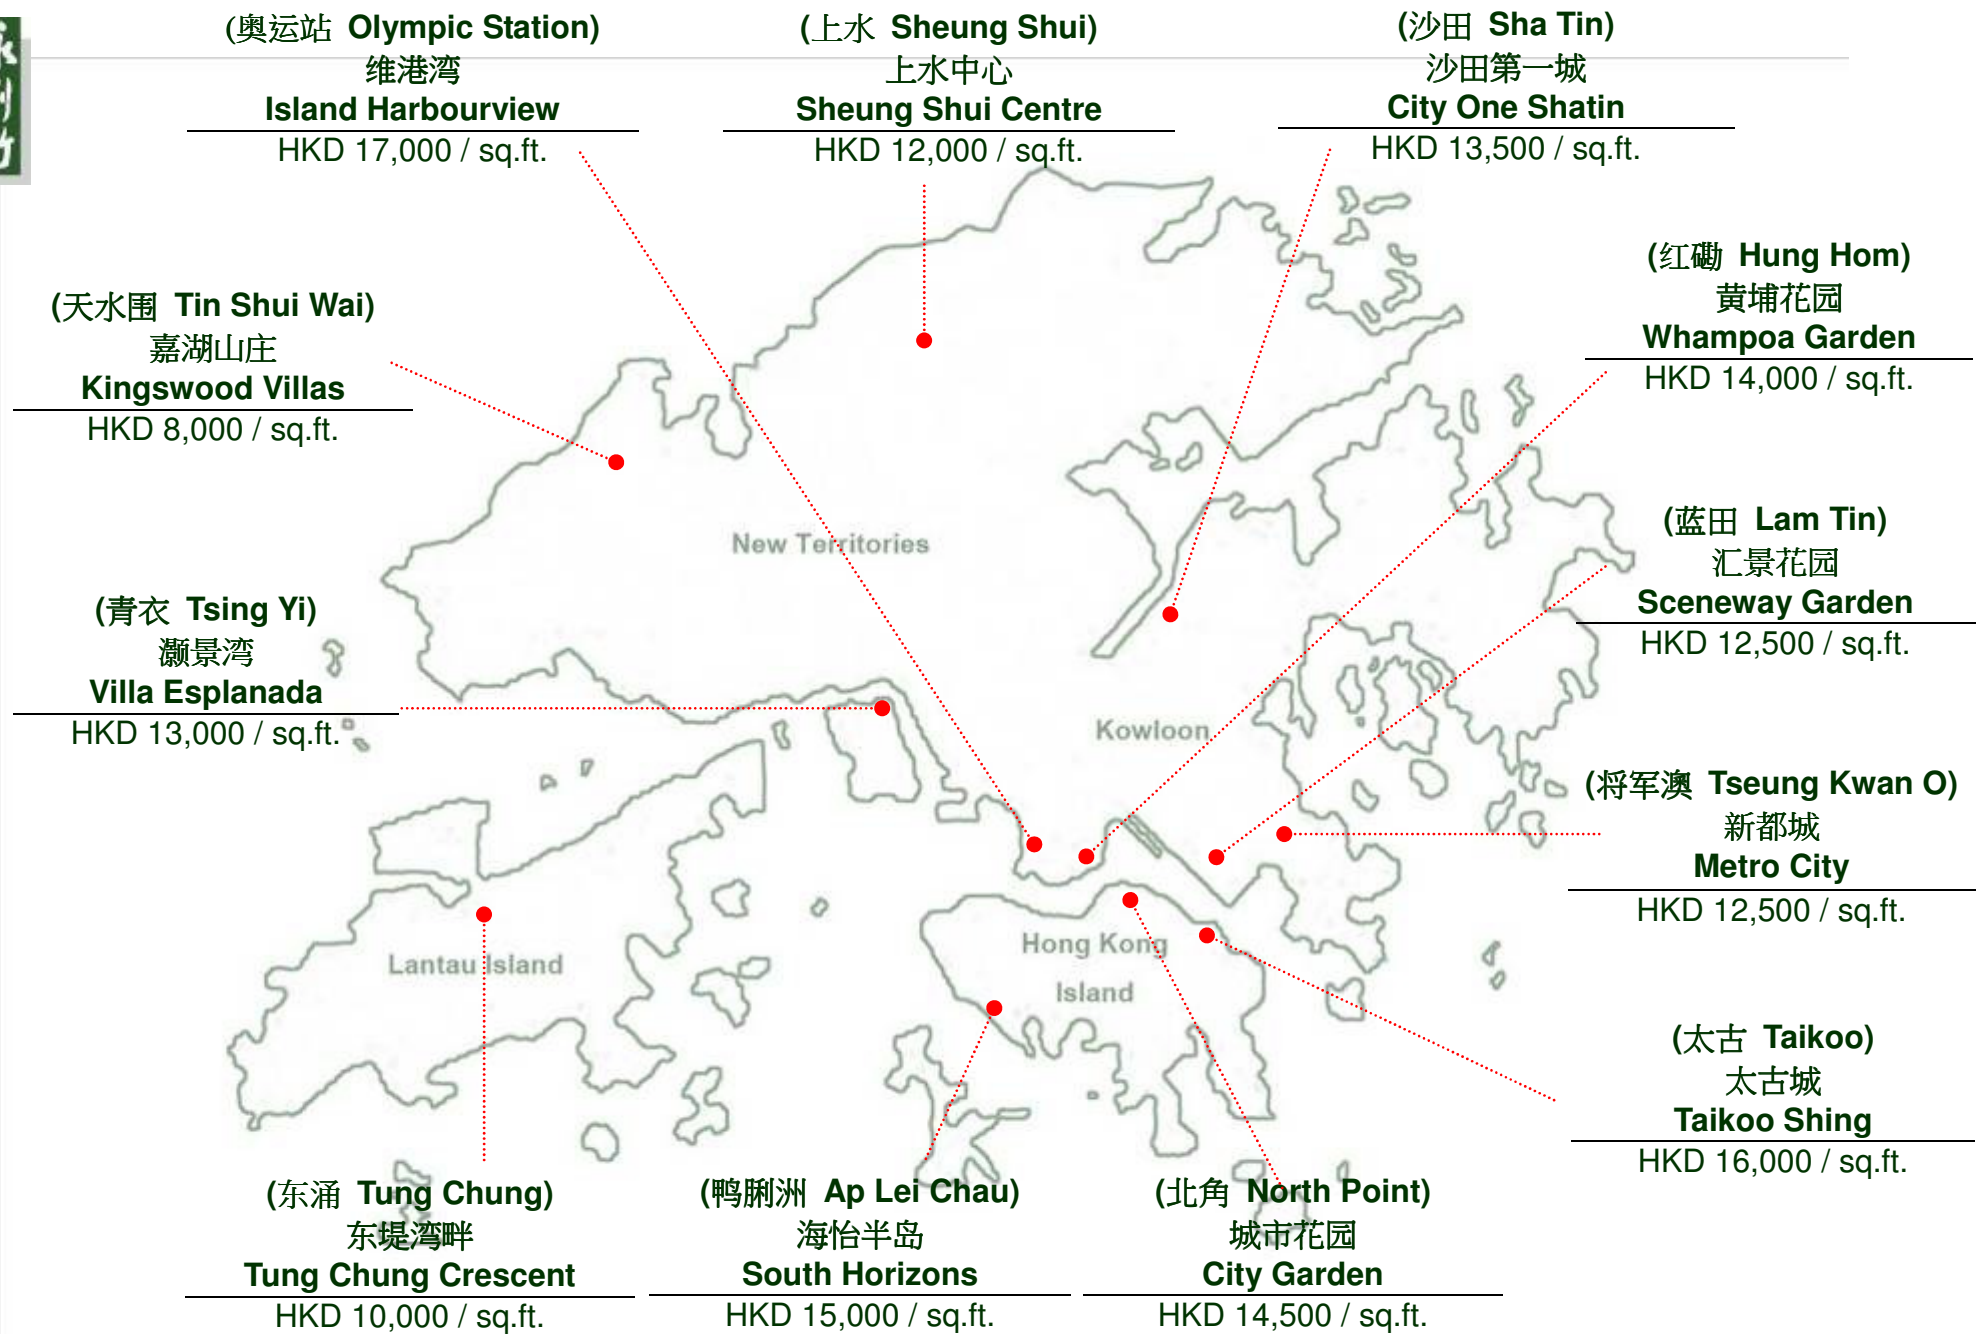 (奥运站 Olympic Station)
维港湾
Island Harbourview
HKD 17,000 / sq.ft.
(上水 Sheung Shui)
上水中心
Sheung Shui Centre
HKD 12,000 / sq.ft.
(沙田 Sha Tin)
沙田第一城
City One Shatin
HKD 13,500 / sq.ft.
(天水围 Tin Shui Wai)
嘉湖山庄
Kingswood Villas
HKD 8,000 / sq.ft.
(红磡 Hung Hom)
黄埔花园
Whampoa Garden
HKD 14,000 / sq.ft.
New Territories
(蓝田 Lam Tin)
汇景花园
Sceneway Garden
HKD 12,500 / sq.ft.
(青衣 Tsing Yi)
灏景湾
Villa Esplanada
HKD 13,000 / sq.ft.
Kowloon
(将军澳 Tseung Kwan O)
新都城
Metro City
HKD 12,500 / sq.ft.
Lantau Island
Hong Kong
Island
(太古 Taikoo)
太古城
Taikoo Shing
HKD 16,000 / sq.ft.
(东涌 Tung Chung)
东堤湾畔
Tung Chung Crescent
HKD 10,000 / sq.ft.
(鸭脷洲 Ap Lei Chau)
海怡半岛
South Horizons
HKD 15,000 / sq.ft.
(北角 North Point)
城市花园
City Garden
HKD 14,500 / sq.ft.